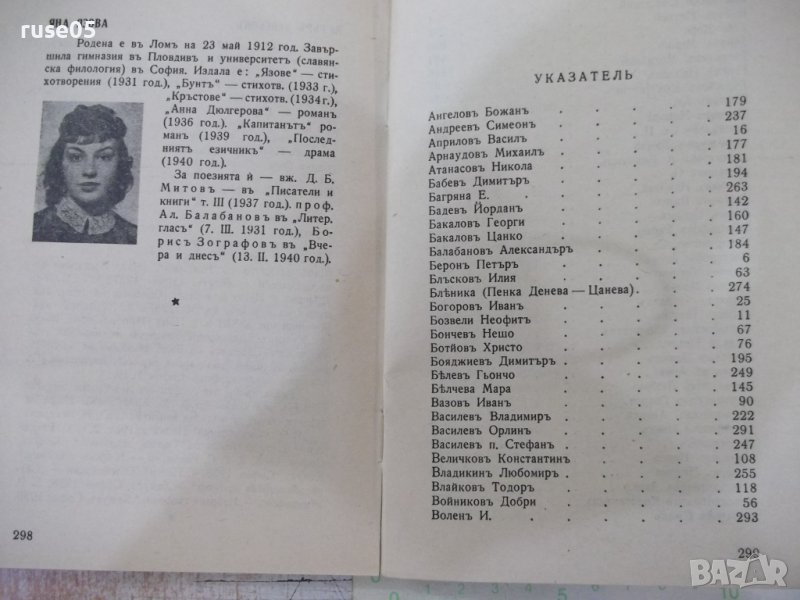 ruse05
ЯНА ЯЗОВА
Родена е въ Ломъ на 23 май 1912 год. Завър-
шила гимназия въ Пловдивъ и университетъ (славян-
ска филология) въ София. Издала е: „Язове“ — сти-
хотворения (1931 год.), „Бунтъ“ — стихотв. (1933 г.),
„Кръстове“ — стихотв. (1934 г.),
„Анна Дюлгерова“ — романъ
(1936 год.). „Капитанътъ“ ро-
манъ (1939 год.), „Послед-
ниятъ езичникъ“ — драма
(1940 год.).
За поезията й — вж. Д. Б.
Митовъ — въ „Писатели и
книги“ т. III (1937 год.). проф.
Ал. Балабановъ въ „Литер.
гласъ“ (7. III. 1931 год.), Бо-
рисъ Зографовъ въ „Вче-
ра и днесъ“ (13. II. 1940 год.).
298
УКАЗАТЕЛЬ
Ангеловъ Божанъ . . . . . 179
Андреевъ Симеонъ . . . . . 237
Априловъ Василъ . . . . . 16
Арнаудовъ Михаилъ . . . . . 177
Атанасовъ Никола . . . . . 181
Бабевъ Димитъръ . . . . . 194
Багряна Е. . . . . . 263
Бадевъ Йорданъ . . . . . 142
Бакаловъ Георги . . . . . 160
Бакаловъ Цанко . . . . . 147
Балабановъ Александъръ . . . . . 184
Беронъ Петъръ . . . . . 6
Блъсковъ Илия . . . . . 63
Блѣника (Пенка Денева — Цанева) . . . 274
Богоровъ Иванъ . . . . . 25
Бозвели Неофитъ . . . . . 11
Бончевъ Нешо . . . . . 67
Ботйовъ Христо . . . . . 76
Бояджиевъ Димитъръ . . . . . 195
Бѣлевъ Гьончо . . . . . 249
Бѣлчева Мара . . . . . 145
Вазовъ Иванъ . . . . . 90
Василевъ Владимиръ . . . . . 222
Василевъ Орлинъ . . . . . 291
Василевъ п. Стефанъ . . . . . 247
Величковъ Константинъ . . . . . 108
Владикинъ Любомиръ . . . . . 255
Влайковъ Тодоръ . . . . . 118
Войниковъ Добри . . . . . 56
Воленъ И. . . . . . 293
299
5
10
BAZAR